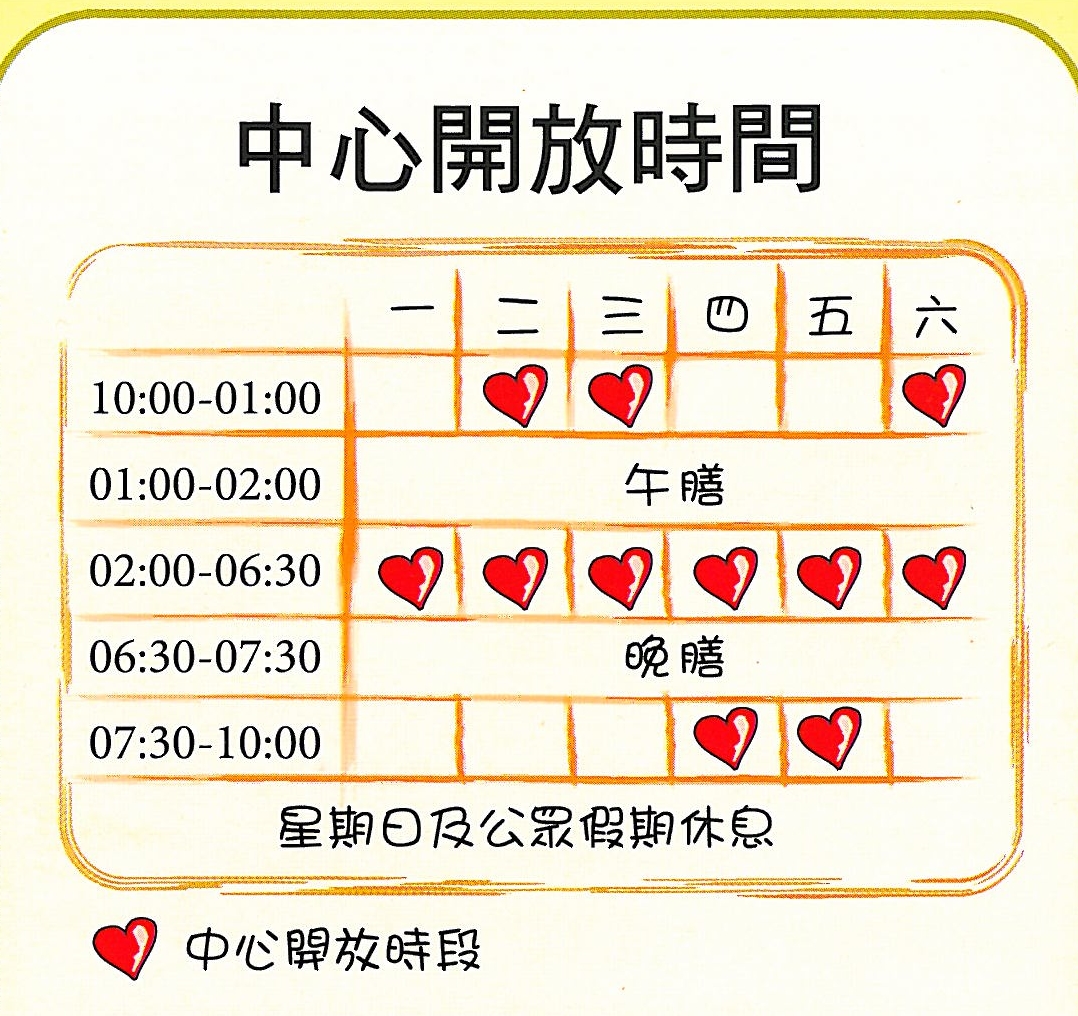 中心開放時間
一 二 三 四 五 六
10:00-01:00
01:00-02:00 午膳
02:00-06:30
06:30-07:30 晚膳
07:30-10:00
星期日及公眾假期休息
中心開放時段